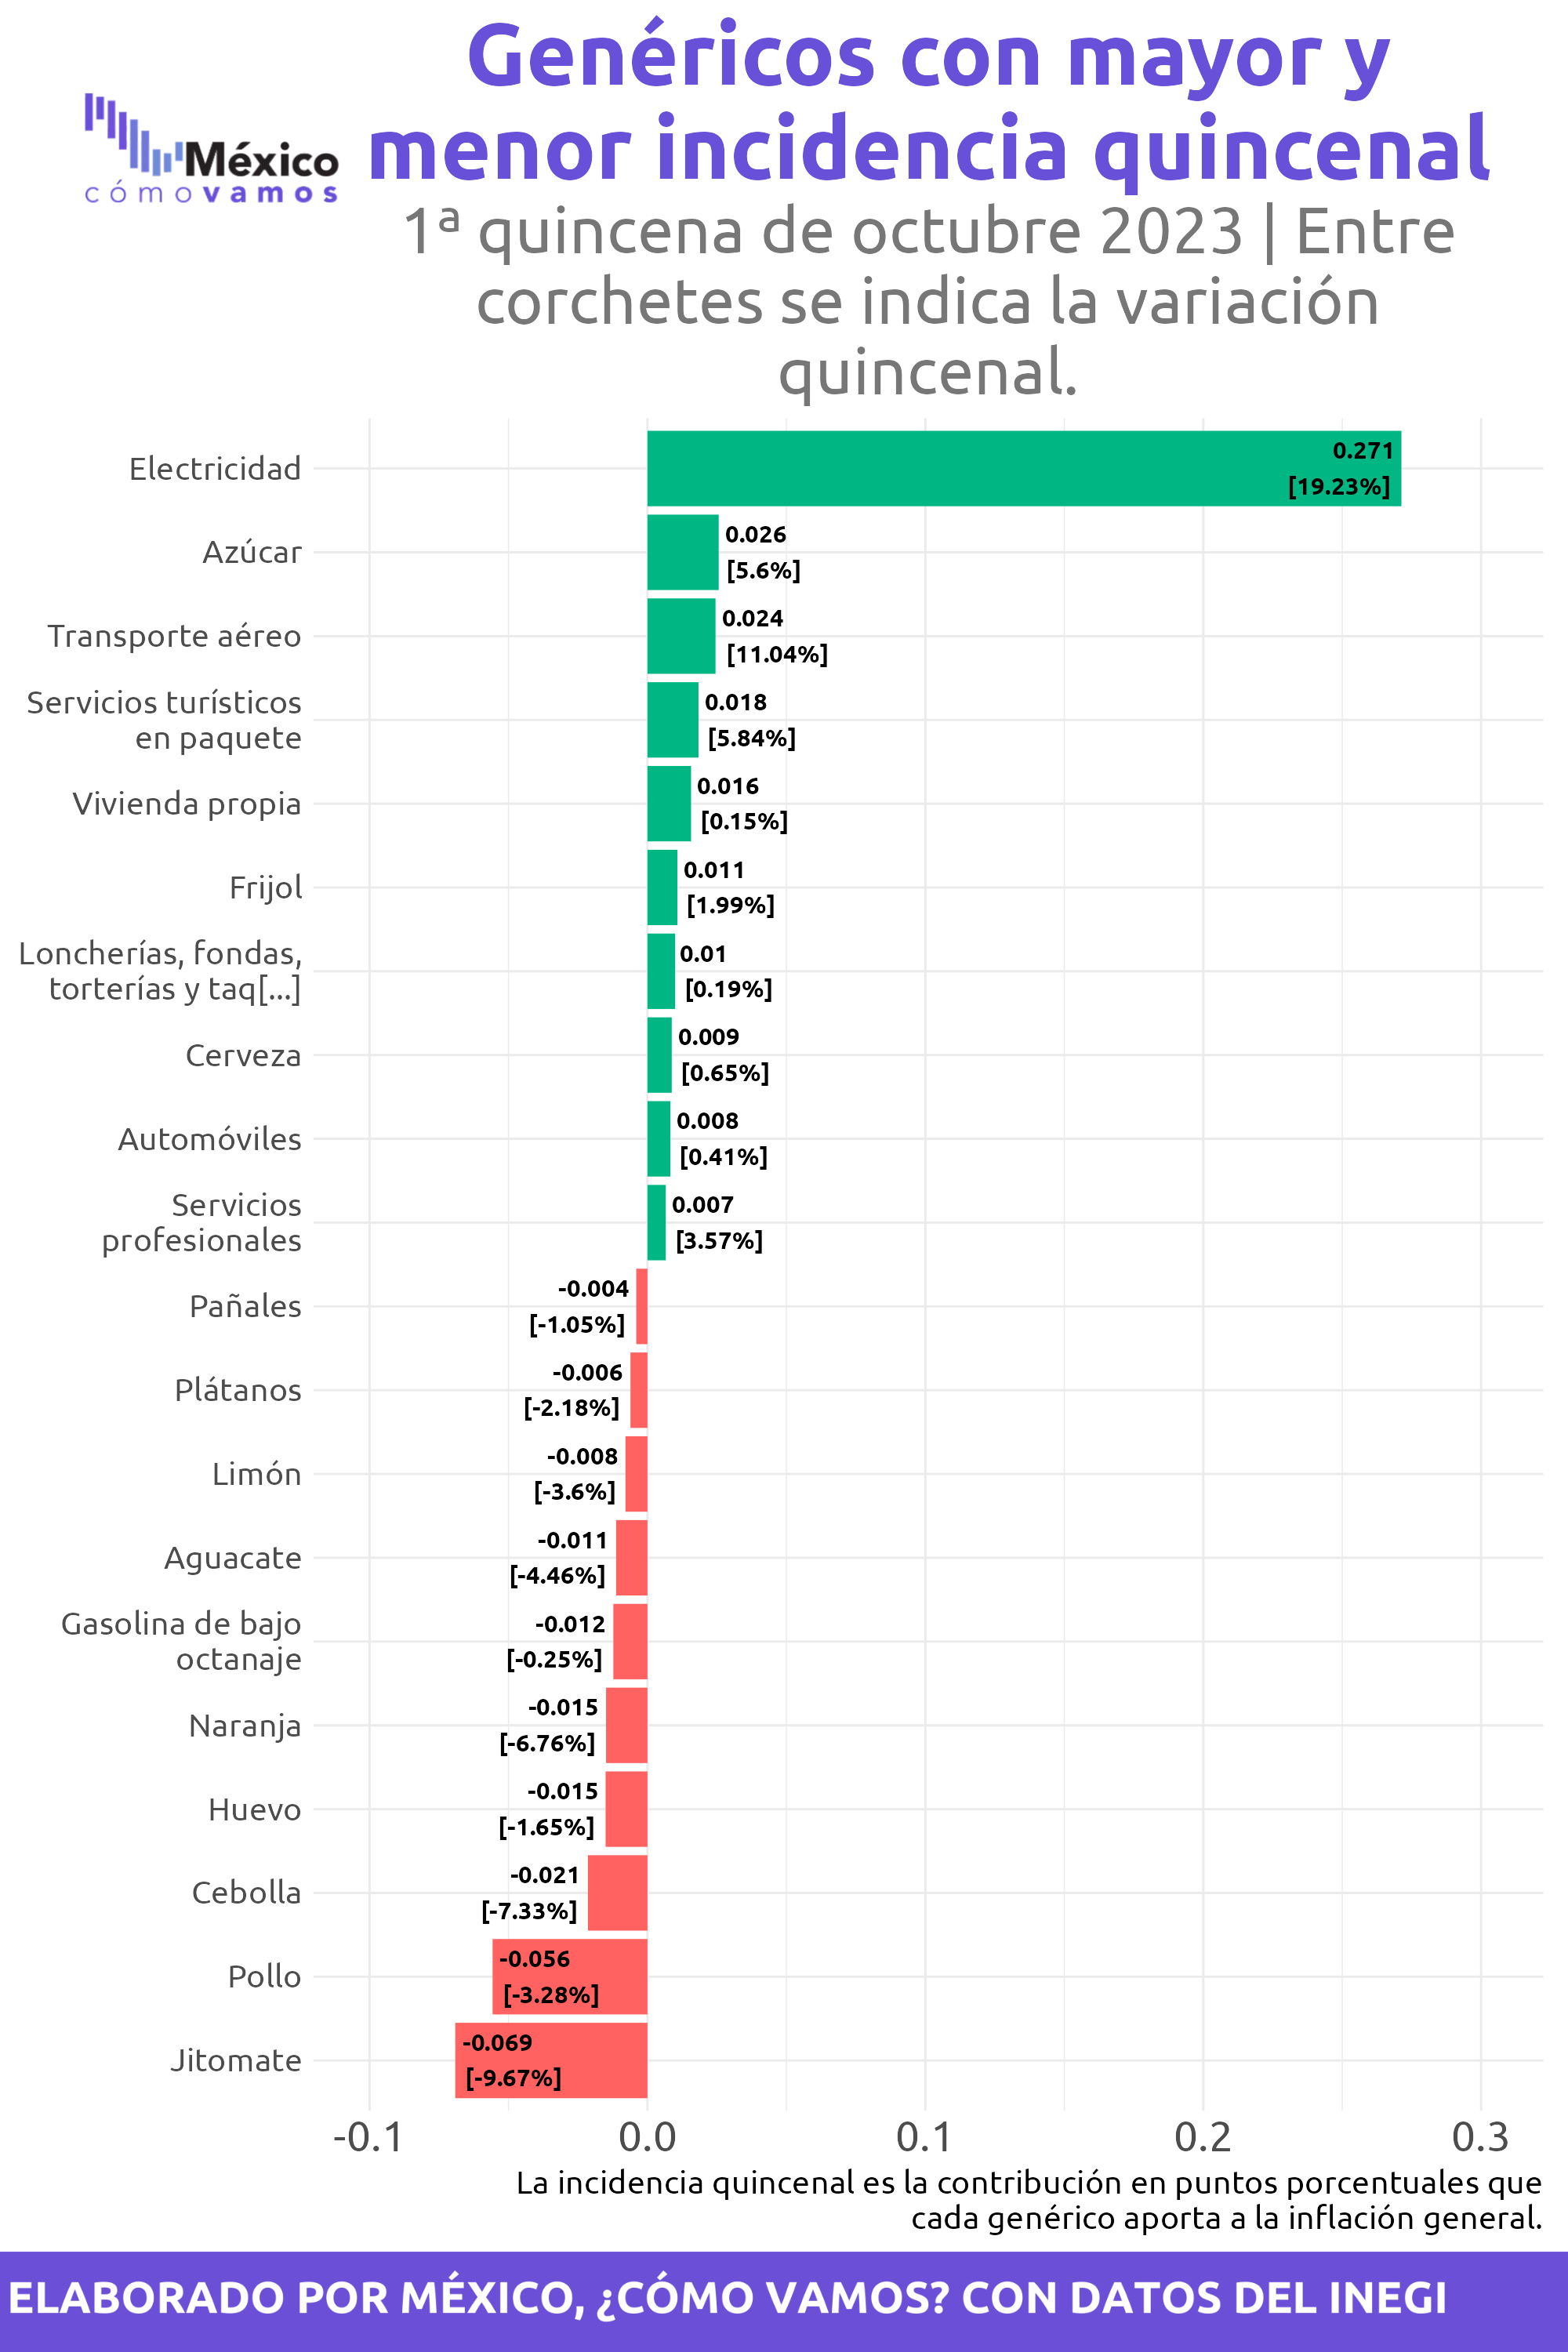 Genéricos con mayor y
menor incidencia quincenal
México
cómovamos
1ª quincena de octubre 2023 | Entre
corchetes se indica la variación
quincenal.
Electricidad
0.271
[19.23%]
Azúcar
0.026
[5.6%]
Transporte aéreo
0.024
[11.04%]
Servicios turísticos
en paquete
0.018
[5.84%]
Vivienda propia
0.016
[0.15%]
Frijol
0.011
[1.99%]
Loncherías, fondas,
torterías y taq[...]
0.01
[0.19%]
Cerveza
0.009
[0.65%]
Automóviles
0.008
[0.41%]
Servicios
profesionales
0.007
[3.57%]
Pañales
-0.004
[-1.05%]
Plátanos
-0.006
[-2.18%]
Limón
-0.008
[-3.6%]
Aguacate
-0.011
[-4.46%]
Gasolina de bajo
octanaje
-0.012
[-0.25%]
Naranja
-0.015
[-6.76%]
Huevo
-0.015
[-1.65%]
Cebolla
-0.021
[-7.33%]
Pollo
-0.056
[-3.28%]
Jitomate
-0.069
[-9.67%]
-0.1 0.0 0.1 0.2 0.3
La incidencia quincenal es la contribución en puntos porcentuales que
cada genérico aporta a la inflación general.
ELABORADO POR MÉXICO, ¿CÓMO VAMOS? CON DATOS DEL INEGI